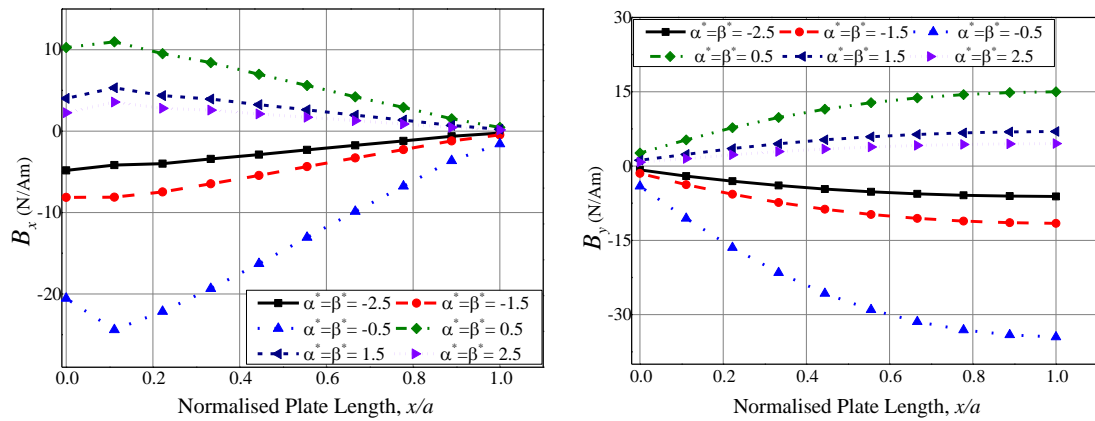 10
0
-10
-20
B_x (N/Am)
α*=β*= -2.5 α*=β*= -1.5
α*=β*= -0.5 α*=β*= 0.5
α*=β*= 1.5 α*=β*= 2.5
0.0 0.2 0.4 0.6 0.8 1.0
Normalised Plate Length, x/a
30
15
0
-15
-30
B_y (N/Am)
α*=β*= -2.5 α*=β*= -1.5 α*=β*= -0.5
α*=β*= 0.5 α*=β*= 1.5 α*=β*= 2.5
0.0 0.2 0.4 0.6 0.8 1.0
Normalised Plate Length, x/a